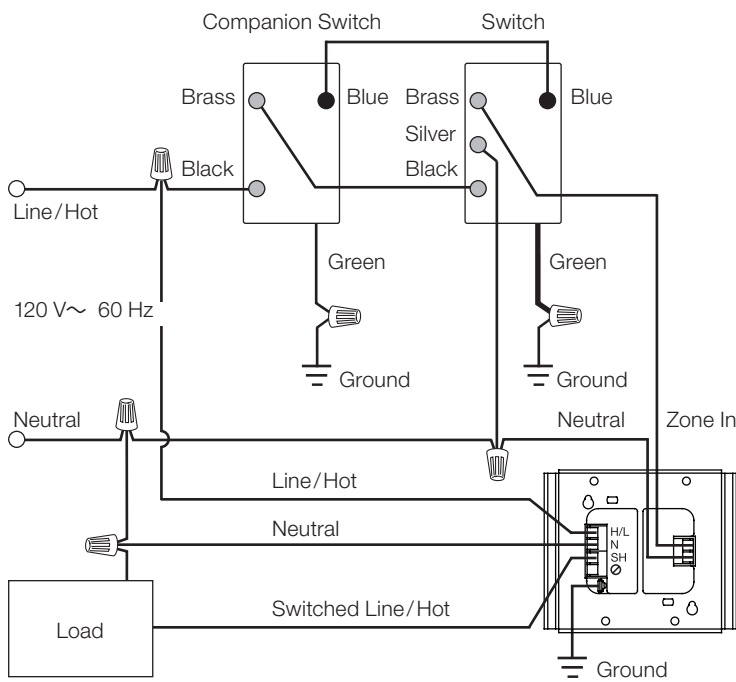 Companion Switch
Switch
Brass
Blue
Brass
Blue
Silver
Black
Black
Line/Hot
Green
Green
120 V~ 60 Hz
Ground
Ground
Neutral
Neutral
Zone In
Line/Hot
H/L
Neutral
N
SH
Switched Line/Hot
Load
Ground